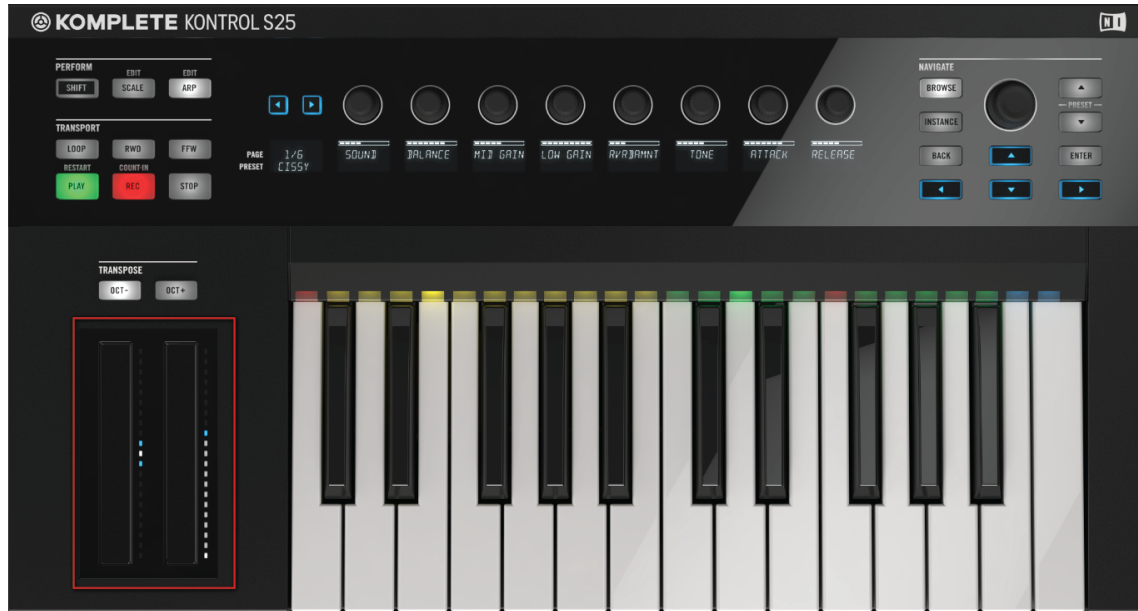 KOMPLETE KONTROL S25
NI
PERFORM
EDIT EDIT
SHIFT SCALE ARP
TRANSPORT
LOOP RWD FFW
RESTART COUNT-IN
PLAY REC STOP
PAGE 1/6
PRESET CISSY
SOUND BALANCE MID GAIN LOW GAIN RVRBAMNT TONE ATTACK RELEASE
NAVIGATE
BROWSE
PRESET
INSTANCE
BACK ENTER
TRANSPOSE
OCT- OCT+